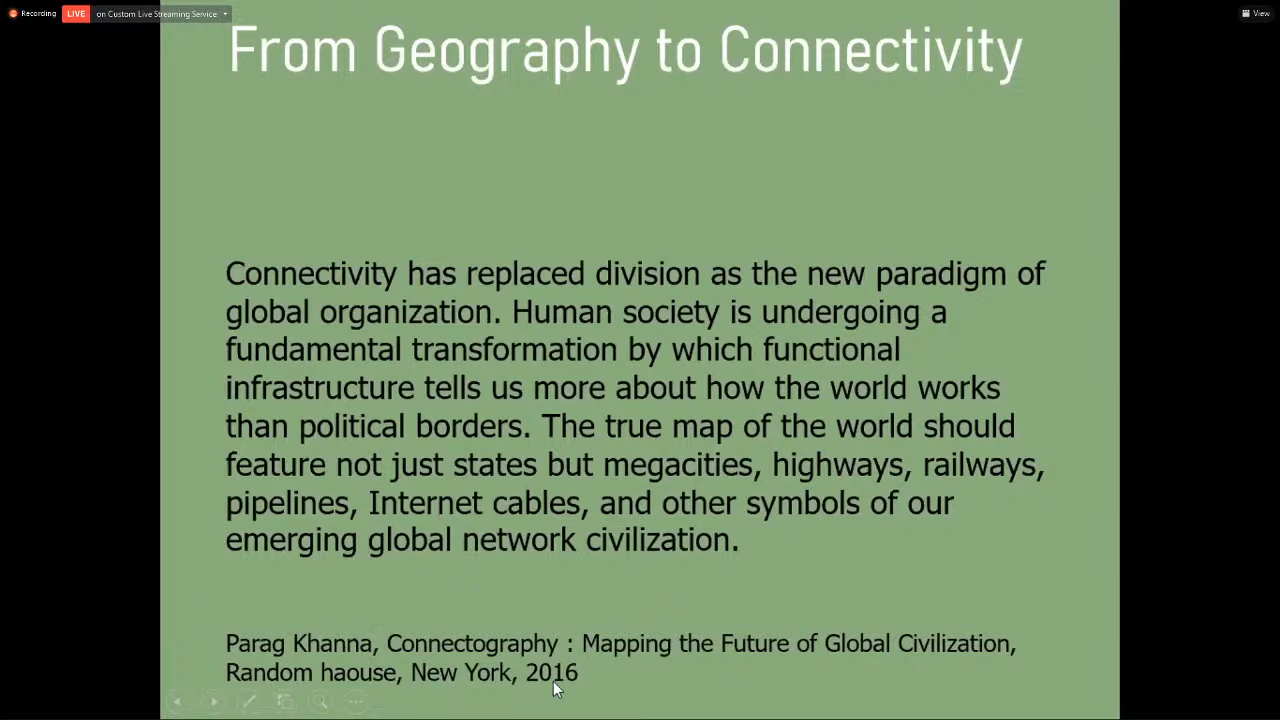 Recording
LIVE
on Custom Live Streaming Service
View
From Geography to Connectivity
Connectivity has replaced division as the new paradigm of
global organization. Human society is undergoing a
fundamental transformation by which functional
infrastructure tells us more about how the world works
than political borders. The true map of the world should
feature not just states but megacities, highways, railways,
pipelines, Internet cables, and other symbols of our
emerging global network civilization.
Parag Khanna, Connectography : Mapping the Future of Global Civilization,
Random haouse, New York, 2016